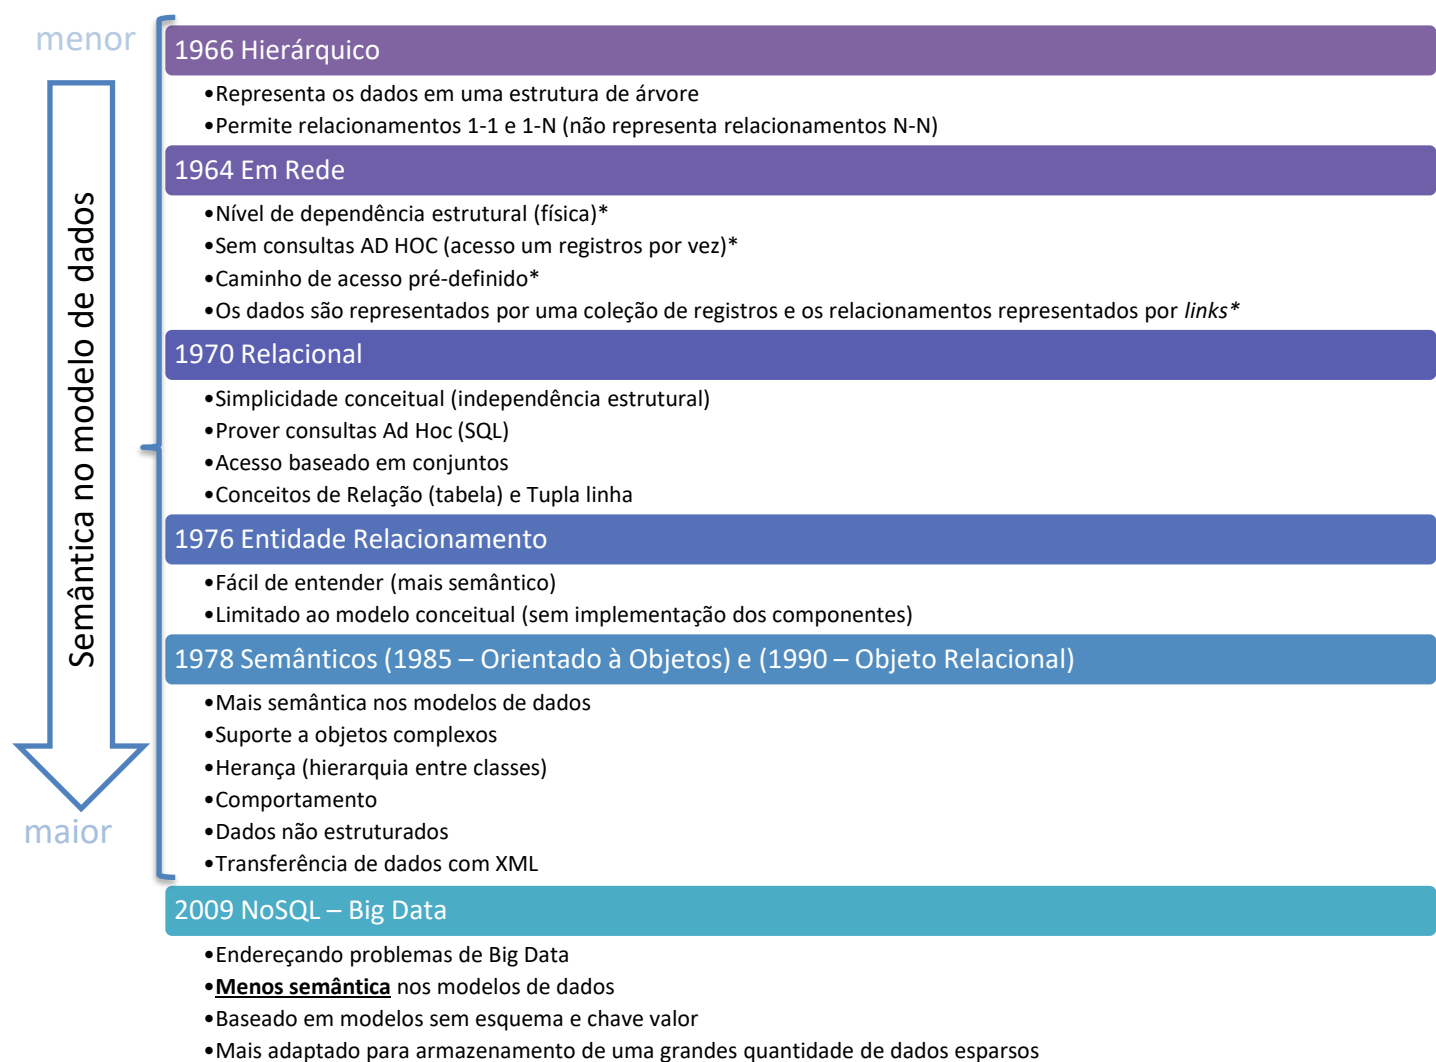 menor
Semântica no modelo de dados
maior
1966 Hierárquico
•Representa os dados em uma estrutura de árvore
•Permite relacionamentos 1-1 e 1-N (não representa relacionamentos N-N)
1964 Em Rede
•Nível de dependência estrutural (física)*
•Sem consultas AD HOC (acesso um registros por vez)*
•Caminho de acesso pré-definido*
•Os dados são representados por uma coleção de registros e os relacionamentos representados por links*
1970 Relacional
•Simplicidade conceitual (independência estrutural)
•Prover consultas Ad Hoc (SQL)
•Acesso baseado em conjuntos
•Conceitos de Relação (tabela) e Tupla linha
1976 Entidade Relacionamento
•Fácil de entender (mais semântico)
•Limitado ao modelo conceitual (sem implementação dos componentes)
1978 Semânticos (1985 – Orientado à Objetos) e (1990 – Objeto Relacional)
•Mais semântica nos modelos de dados
•Suporte a objetos complexos
•Herança (hierarquia entre classes)
•Comportamento
•Dados não estruturados
•Transferência de dados com XML
2009 NoSQL – Big Data
•Endereçando problemas de Big Data
•Menos semântica nos modelos de dados
•Baseado em modelos sem esquema e chave valor
•Mais adaptado para armazenamento de uma grandes quantidade de dados esparsos